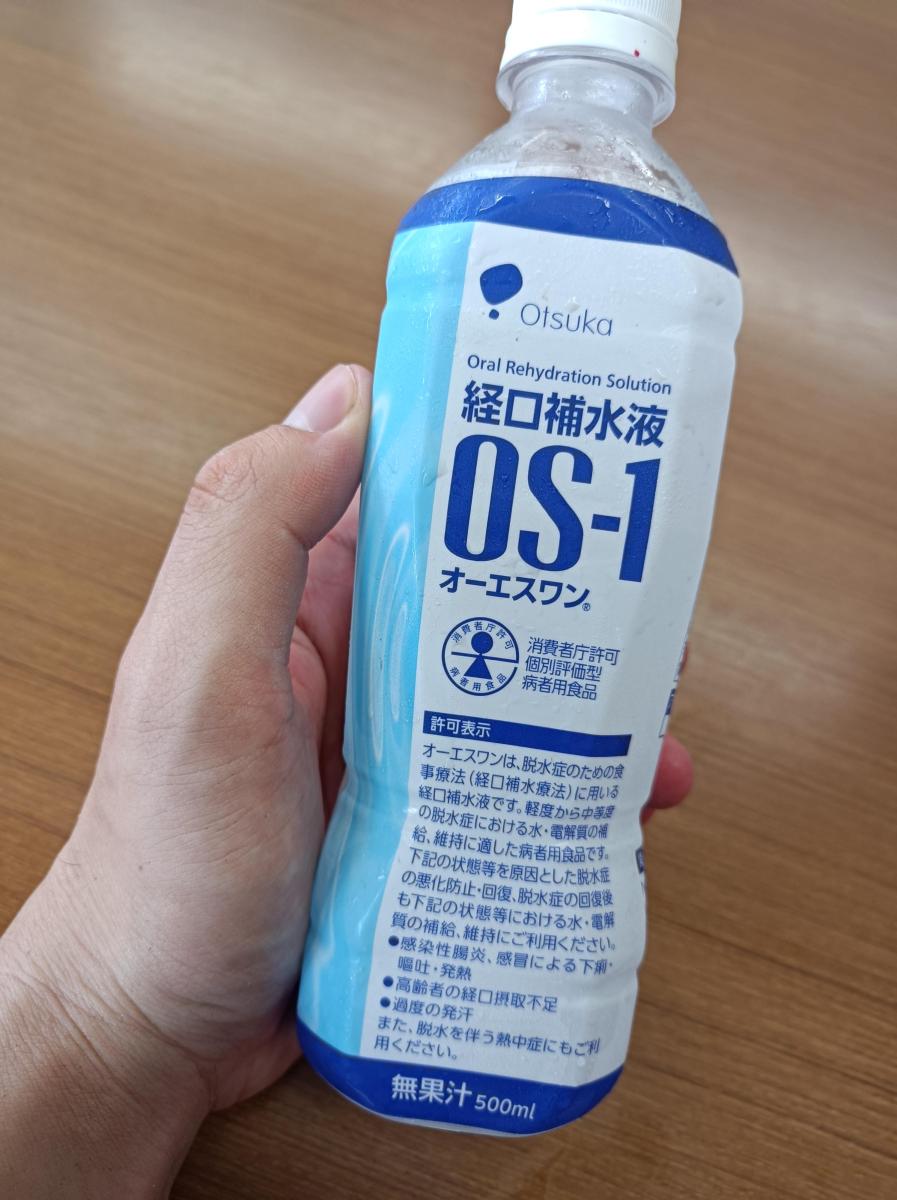 Otsuka
Oral Rehydration Solution
経口補水液
OS-1
オーエスワン®
消費者庁許可
病者用食品
消費者庁許可
個別評価型
病者用食品
許可表示
オーエスワンは、脱水症のための食
事療法(経口補水療法)に用いる
経口補水液です。軽度から中等度
の脱水症における水・電解質の補
給、維持に適した病者用食品です。
下記の状態等を原因とした脱水症
の悪化防止・回復、脱水症の回復後
も下記の状態等における水・電解
質の補給、維持にご利用ください。
●感染性腸炎、感冒による下痢・
嘔吐・発熱
●高齢者の経口摂取不足
●過度の発汗
また、脱水を伴う熱中症にもご利
用ください。
無果汁 500ml